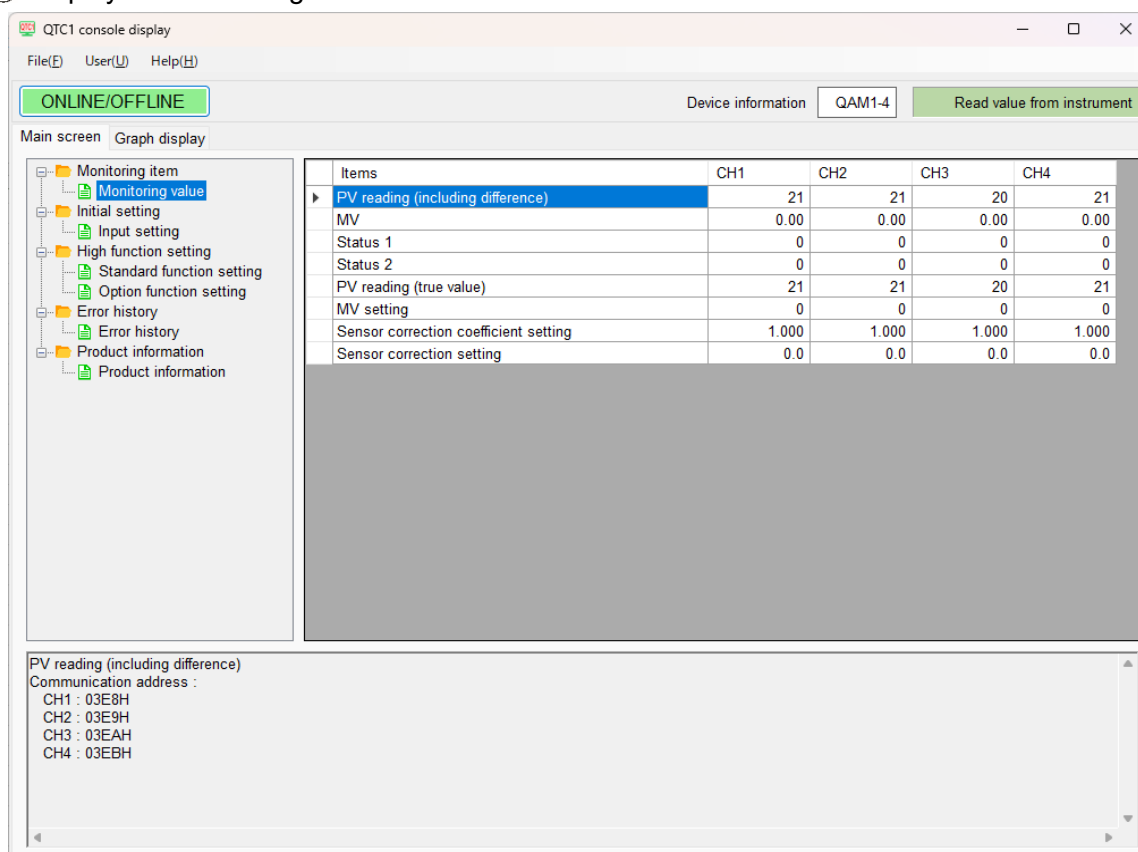 QTC1 console display
File(F) User(U) Help(H)
ONLINE/OFFLINE
Device information QAM1-4 Read value from instrument
Main screen Graph display
Monitoring item
Monitoring value
Initial setting
Input setting
High function setting
Standard function setting
Option function setting
Error history
Error history
Product information
Product information
Items CH1 CH2 CH3 CH4
PV reading (including difference) 21 21 20 21
MV 0.00 0.00 0.00 0.00
Status 1 0 0 0 0
Status 2 0 0 0 0
PV reading (true value) 21 21 20 21
MV setting 0 0 0 0
Sensor correction coefficient setting 1.000 1.000 1.000 1.000
Sensor correction setting 0.0 0.0 0.0 0.0
PV reading (including difference)
Communication address :
CH1 : 03E8H
CH2 : 03E9H
CH3 : 03EAH
CH4 : 03EBH